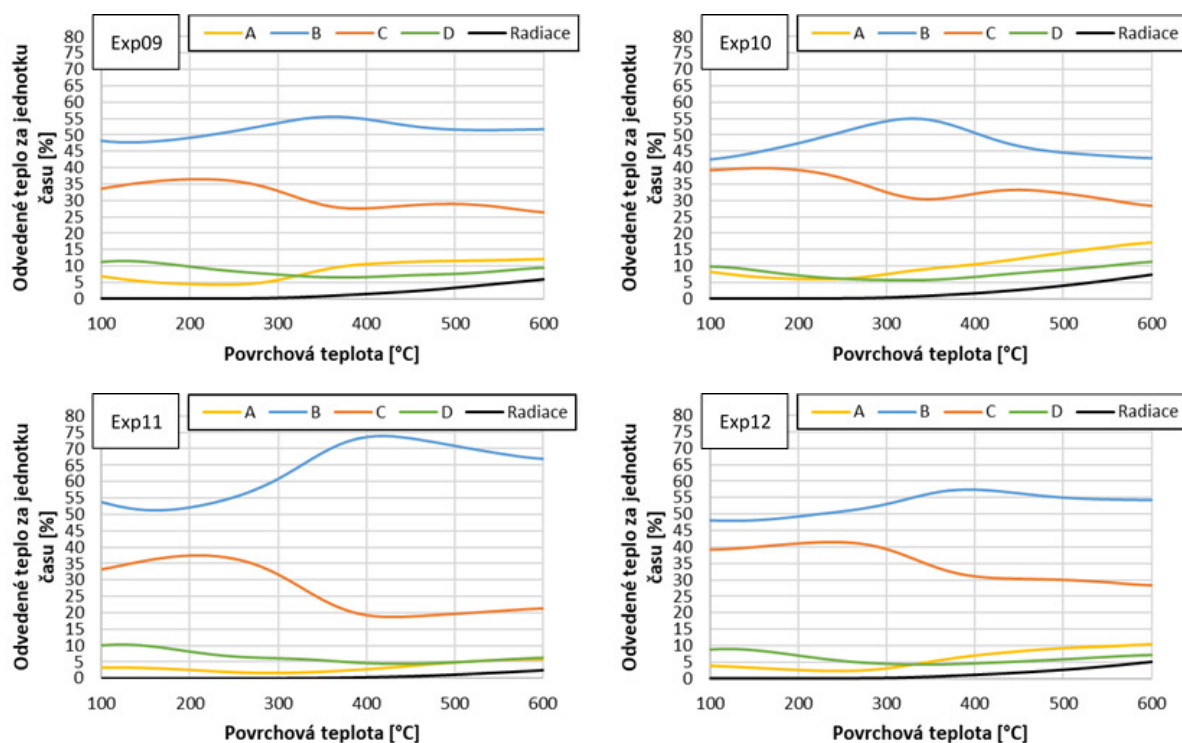 Exp09
A B C D Radiace
Odvedené teplo za jednotku
času [%]
80
75
70
65
60
55
50
45
40
35
30
25
20
15
10
5
0
100 200 300 400 500 600
Povrchová teplota [°C]
Exp10
A B C D Radiace
Odvedené teplo za jednotku
času [%]
80
75
70
65
60
55
50
45
40
35
30
25
20
15
10
5
0
100 200 300 400 500 600
Povrchová teplota [°C]
Exp11
A B C D Radiace
Odvedené teplo za jednotku
času [%]
80
75
70
65
60
55
50
45
40
35
30
25
20
15
10
5
0
100 200 300 400 500 600
Povrchová teplota [°C]
Exp12
A B C D Radiace
Odvedené teplo za jednotku
času [%]
80
75
70
65
60
55
50
45
40
35
30
25
20
15
10
5
0
100 200 300 400 500 600
Povrchová teplota [°C]